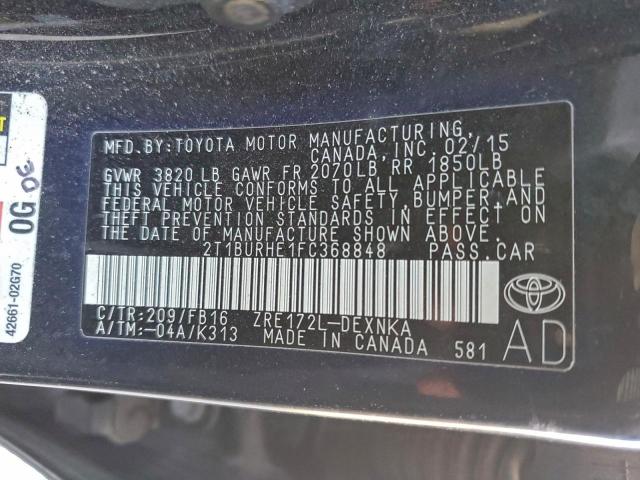 MFD.BY:TOYOTA MOTOR MANUFACTURING,
CANADA, INC. 02/15
GVWR 3820 LB GAWR FR 2070LB RR 1850LB
THIS VEHICLE CONFORMS TO ALL APPLICABLE
FEDERAL MOTOR VEHICLE SAFETY, BUMPER, AND
THEFT PREVENTION STANDARDS IN EFFECT ON
THE DATE OF MANUFACTURE SHOWN ABOVE.
2T1BURHE1FC368848 PASS.CAR
C/TR:209/FB16 ZRE172L-DEXNKA
A/TM:-04A/K313 MADE IN CANADA 581
AD
42661-02G70
0G